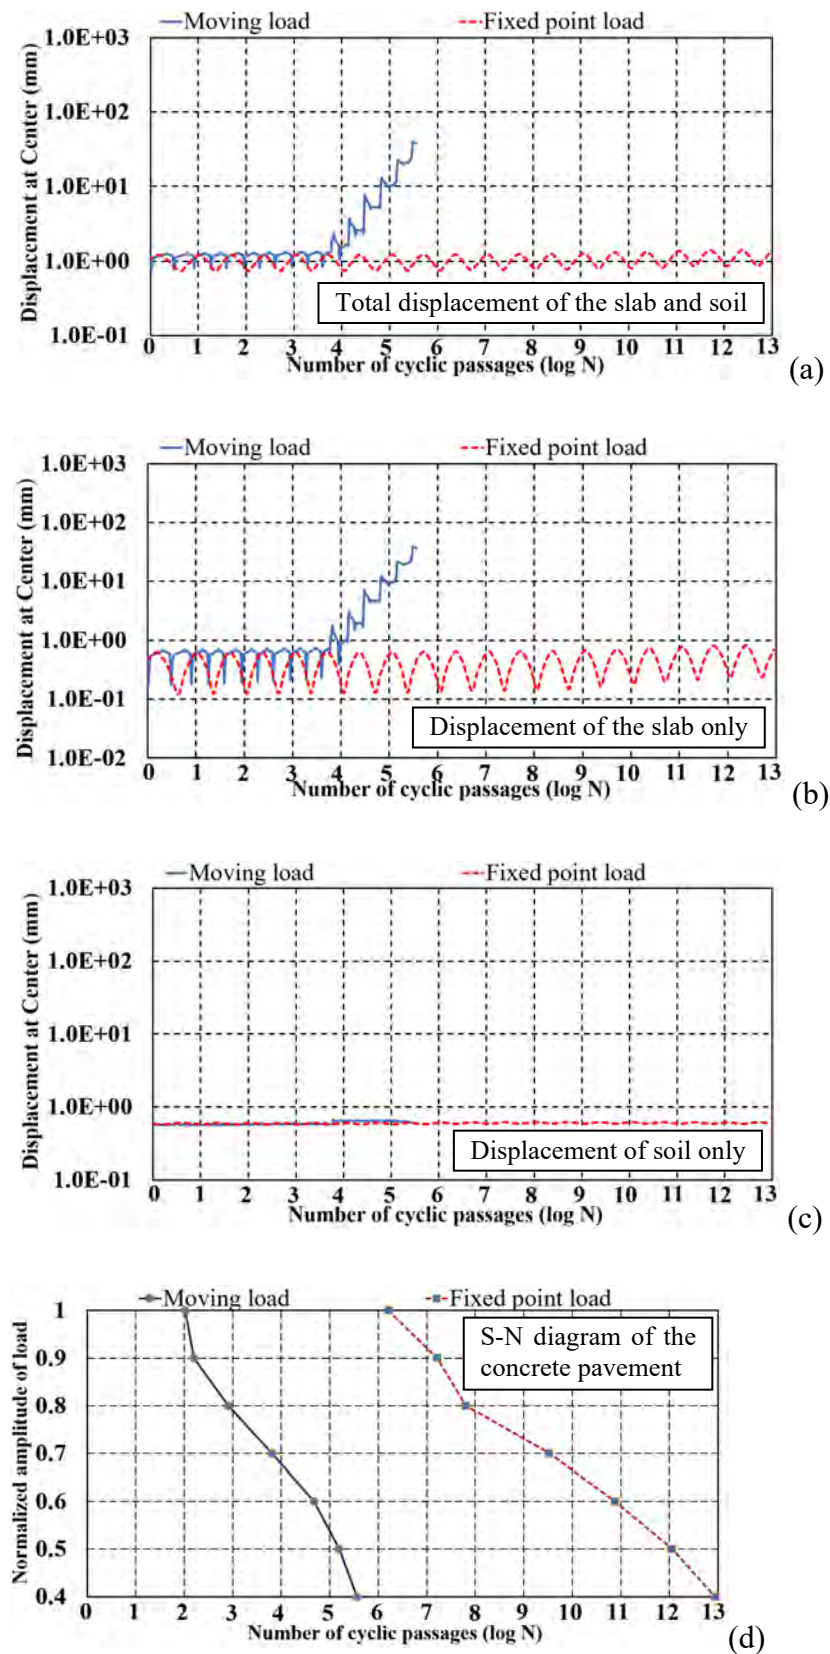 Moving load Fixed point load
1.0E+03
1.0E+02
1.0E+01
1.0E+00
1.0E-01
Displacement at Center (mm)
Total displacement of the slab and soil
0 1 2 3 4 5 6 7 8 9 10 11 12 13
Number of cyclic passages (log N)
(a)
Moving load Fixed point load
1.0E+03
1.0E+02
1.0E+01
1.0E+00
1.0E-01
1.0E-02
Displacement at Center (mm)
Displacement of the slab only
0 1 2 3 4 5 6 7 8 9 10 11 12 13
Number of cyclic passages (log N)
(b)
Moving load Fixed point load
1.0E+03
1.0E+02
1.0E+01
1.0E+00
1.0E-01
Displacement at Center (mm)
Displacement of soil only
0 1 2 3 4 5 6 7 8 9 10 11 12 13
Number of cyclic passages (log N)
(c)
Moving load Fixed point load
1
0.9
0.8
0.7
0.6
0.5
0.4
Normalized amplitude of load
S-N diagram of the
concrete pavement
0 1 2 3 4 5 6 7 8 9 10 11 12 13
Number of cyclic passages (log N)
(d)